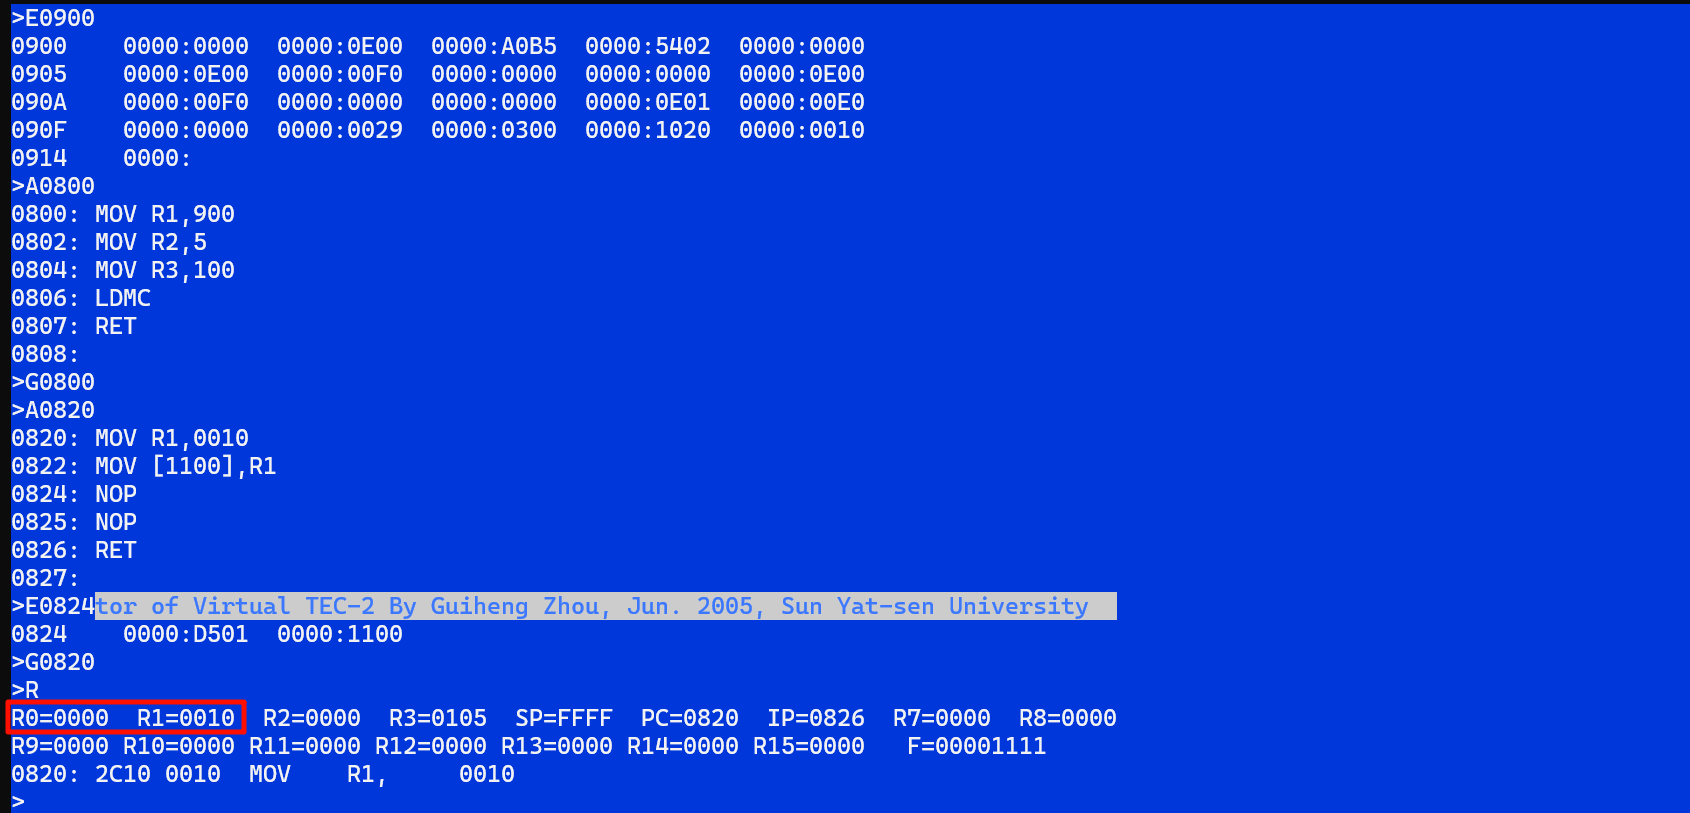 >E0900
0900    0000:0000  0000:0E00  0000:A0B5  0000:5402  0000:0000
0905    0000:0E00  0000:00F0  0000:0000  0000:0000  0000:0E00
090A    0000:00F0  0000:0000  0000:0000  0000:0E01  0000:00E0
090F    0000:0000  0000:0029  0000:0300  0000:1020  0000:0010
0914    0000:
>A0800
0800: MOV R1,900
0802: MOV R2,5
0804: MOV R3,100
0806: LDMC
0807: RET
0808:
>G0800
>A0820
0820: MOV R1,0010
0822: MOV [1100],R1
0824: NOP
0825: NOP
0826: RET
0827:
>E0824tor of Virtual TEC-2 By Guiheng Zhou, Jun. 2005, Sun Yat-sen University
0824    0000:D501  0000:1100
>G0820
>R
R0=0000  R1=0010  R2=0000  R3=0105  SP=FFFF  PC=0820  IP=0826  R7=0000  R8=0000
R9=0000 R10=0000 R11=0000 R12=0000 R13=0000 R14=0000 R15=0000   F=00001111
0820: 2C10 0010  MOV    R1,     0010
>